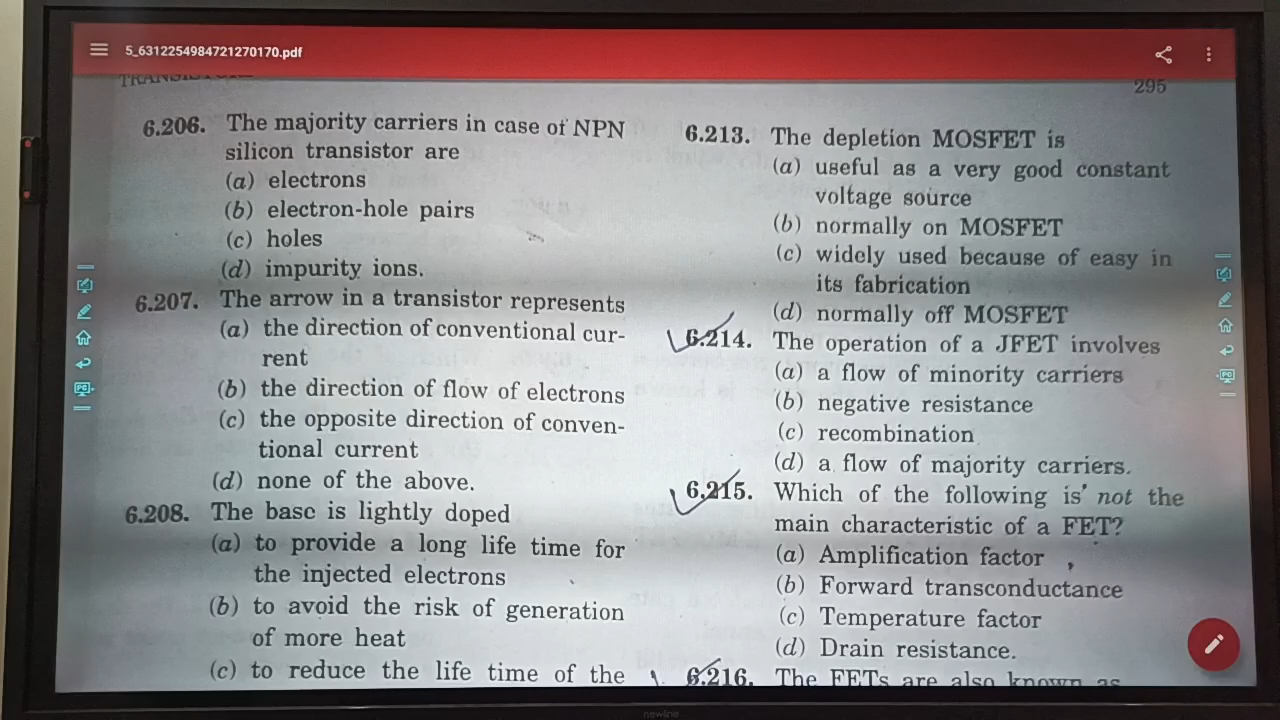 5_6312254984721270170.pdf
295
6.206. The majority carriers in case of NPN
silicon transistor are
(a) electrons
(b) electron-hole pairs
(c) holes
(d) impurity ions.
6.207. The arrow in a transistor represents
(a) the direction of conventional cur-
rent
(b) the direction of flow of electrons
(c) the opposite direction of conven-
tional current
(d) none of the above.
6.208. The base is lightly doped
(a) to provide a long life time for
the injected electrons
(b) to avoid the risk of generation
of more heat
(c) to reduce the life time of the
6.213. The depletion MOSFET is
(a) useful as a very good constant
voltage source
(b) normally on MOSFET
(c) widely used because of easy in
its fabrication
(d) normally off MOSFET
6.214. The operation of a JFET involves
(a) a flow of minority carriers
(b) negative resistance
(c) recombination
(d) a flow of majority carriers.
6.215. Which of the following is not the
main characteristic of a FET?
(a) Amplification factor
(b) Forward transconductance
(c) Temperature factor
(d) Drain resistance.
6.216. The FETs are also known as
PC
PC
newline